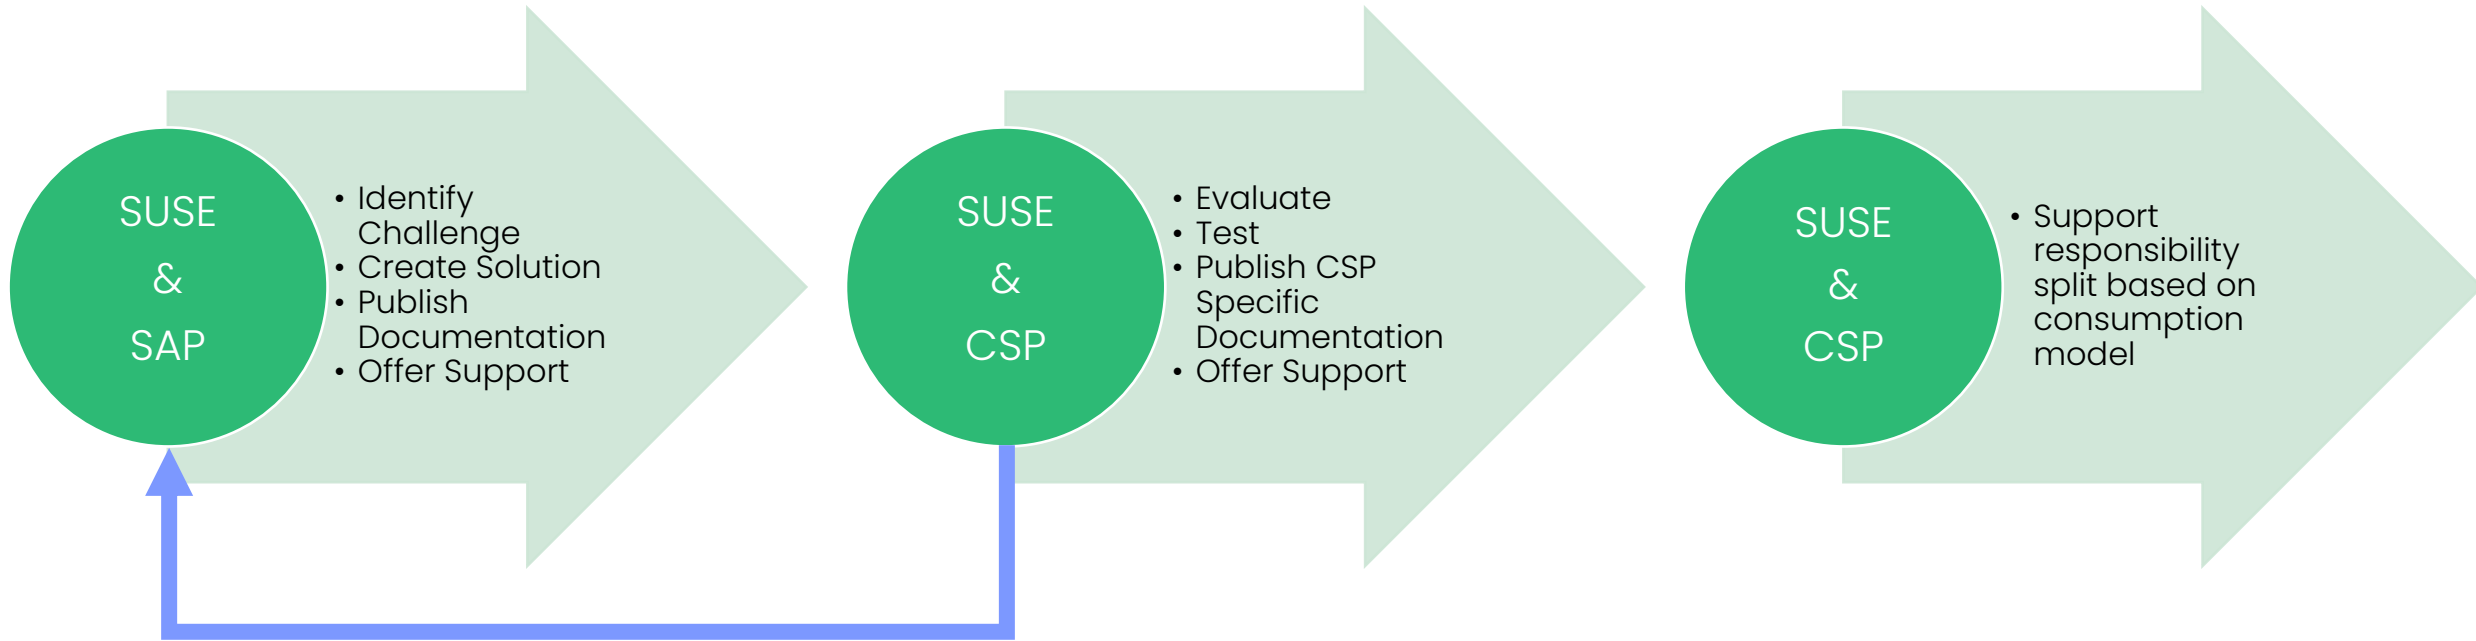 SUSE
&
SAP
• Identify
Challenge
• Create Solution
• Publish
Documentation
• Offer Support
SUSE
&
CSP
• Evaluate
• Test
• Publish CSP
Specific
Documentation
• Offer Support
SUSE
&
CSP
• Support
responsibility
split based on
consumption
model